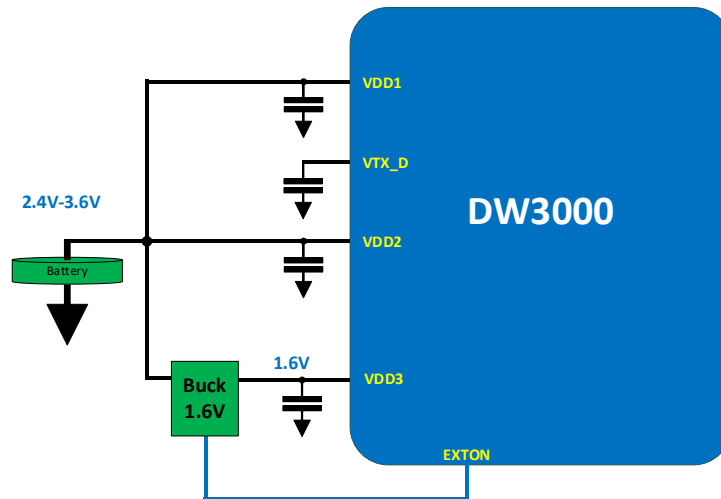 VDD1
VTX_D
2.4V-3.6V
DW3000
VDD2
Battery
1.6V
VDD3
Buck
1.6V
EXTON